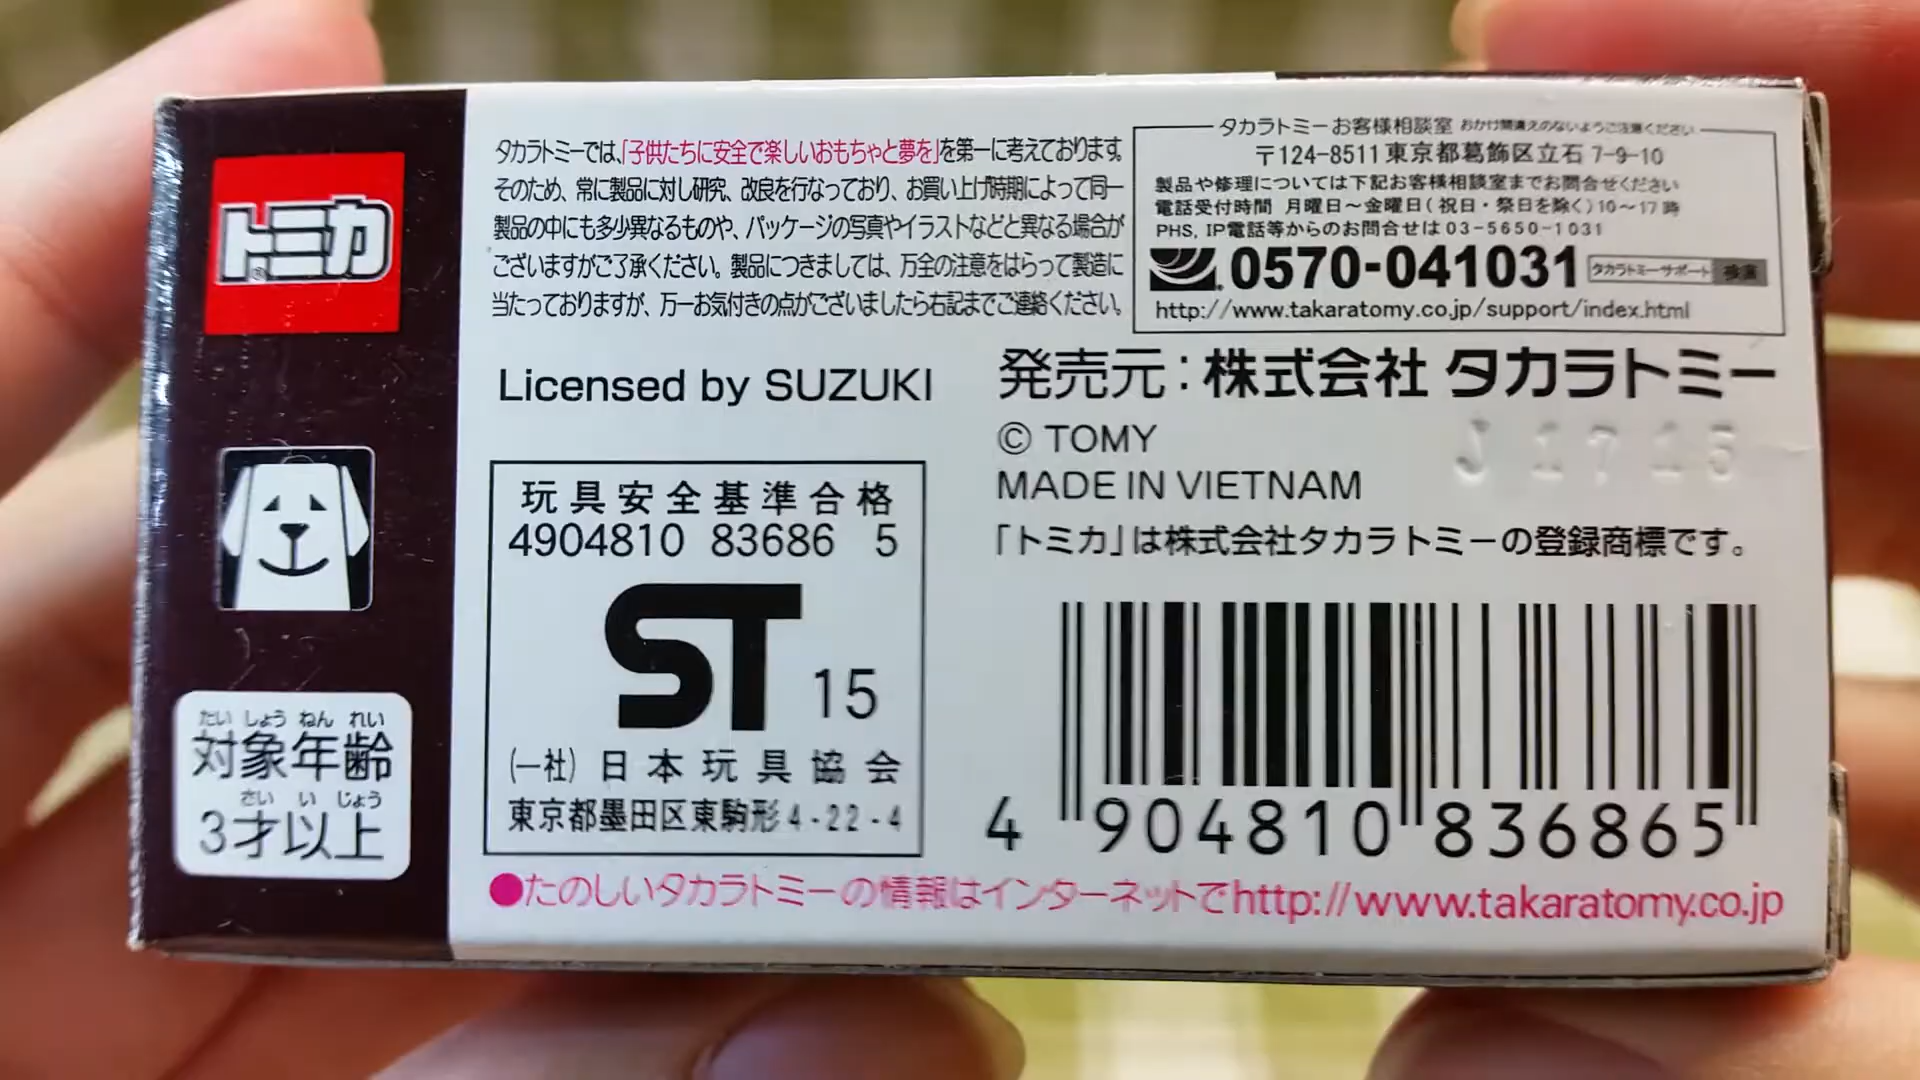 トミカ
たいしょうねんれい
対象年齢
さい い じょう
3才以上
タカラトミーでは、「子供たちに安全で楽しいおもちゃと夢を」を第一に考えております。
そのため、常に製品に対し研究、改良を行なっており、お買い上げ時期によって同一
製品の中にも多少異なるものや、パッケージの写真やイラストなどと異なる場合が
ございますがご了承ください。製品につきましては、万全の注意をはらって製造に
当たっておりますが、万一お気付きの点がございましたら右記までご連絡ください。
タカラトミーお客様相談室 おかけ間違えのないようご注意ください
〒124-8511 東京都葛飾区立石 7-9-10
製品や修理については下記お客様相談室までお問合せください
電話受付時間 月曜日～金曜日(祝日・祭日を除く)10～17時
PHS, IP電話等からのお問合せは03-5650-1031
0570-041031 タカラトミーサポート 検索
http://www.takaratomy.co.jp/support/index.html
Licensed by SUZUKI
発売元:株式会社 タカラトミー
© TOMY
J 1715
MADE IN VIETNAM
「トミカ」は株式会社タカラトミーの登録商標です。
玩具安全基準合格
4904810 83686 5
ST 15
(一社) 日本玩具協会
東京都墨田区東駒形 4-22-4
4 904810 836865
●たのしいタカラトミーの情報はインターネットでhttp://www.takaratomy.co.jp